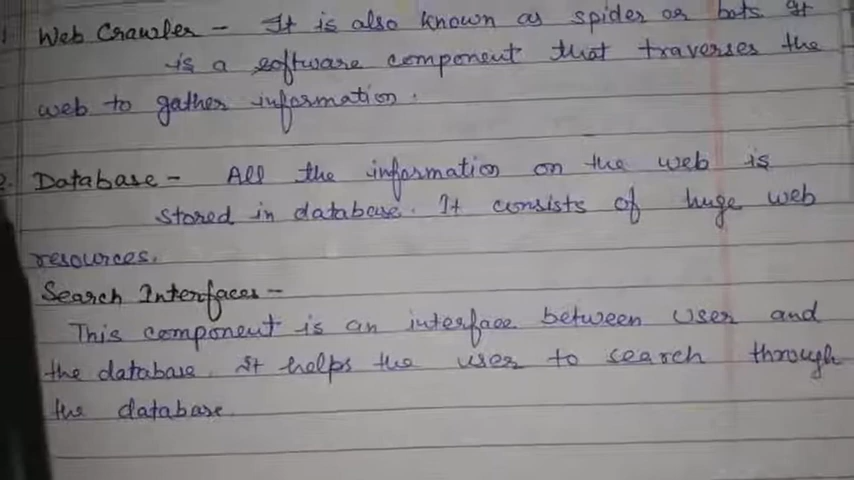 1 Web Crawler - It is also known as spider or bots It
is a software component that traverses the
web to gather information.
2. Database - All the information on the web is
stored in database. It consists of huge web
resources.
Search Interfaces -
This component is an interface between user and
the database. It helps the user to search through
the database.